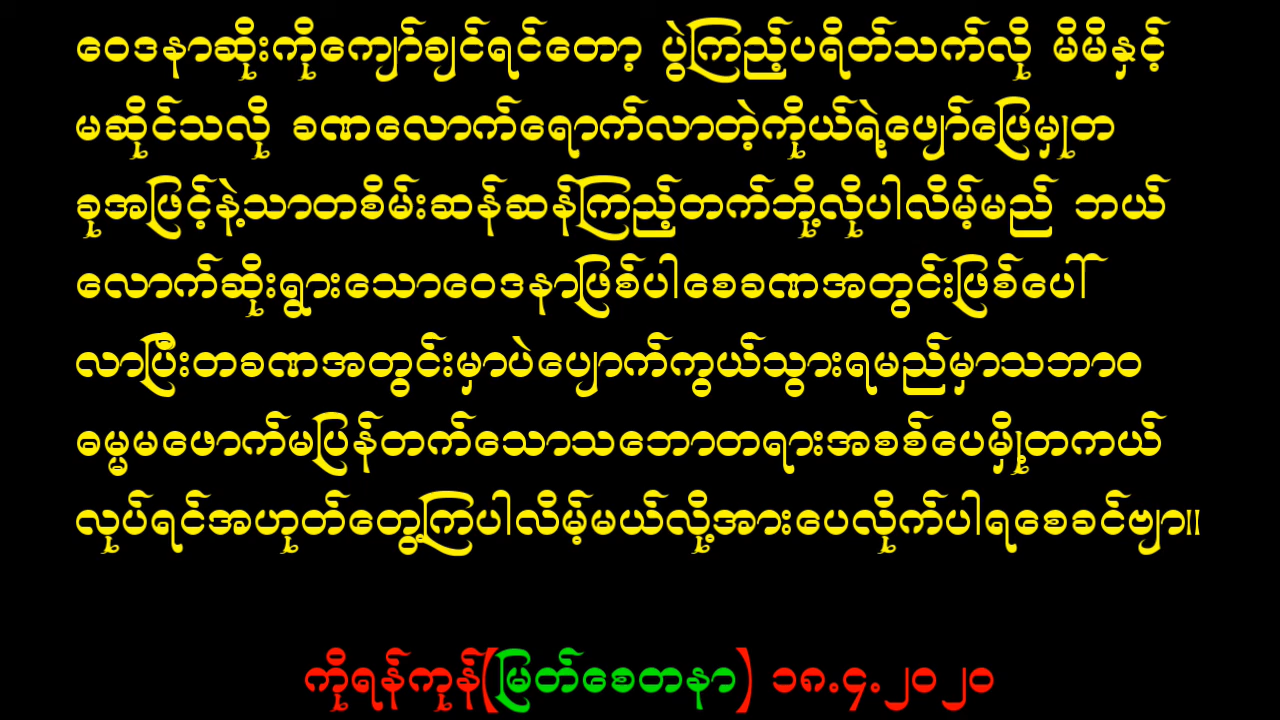 ဝေဒနာဆိုးကိုကျော်ချင်ရင်တော့ ပွဲကြည့်ပရိတ်သက်လို မိမိနှင့်
မဆိုင်သလို ခဏလောက်ရောက်လာတဲ့ကိုယ်ရဲ့ဖျော်ဖြေမှုတ
ခုအဖြင့်နဲ့သာတစိမ်းဆန်ဆန်ကြည့်တက်ဘို့လိုပါလိမ့်မည် ဘယ်
လောက်ဆိုးရွားသောဝေဒနာဖြစ်ပါစေခဏအတွင်းဖြစ်ပေါ်
လာပြီးတခဏအတွင်းမှာပဲပျောက်ကွယ်သွားရမည်မှာသဘာဝ
ဓမ္မမဖောက်မပြန်တက်သောသဘောတရားအစစ်ပေမှို့တကယ်
လုပ်ရင်အဟုတ်တွေ့ကြပါလိမ့်မယ်လို့အားပေလိုက်ပါရစေခင်ဗျာ။
ကိုရန်ကုန်(မြတ်စေတနာ) ၁၈.၄.၂၀၂၀